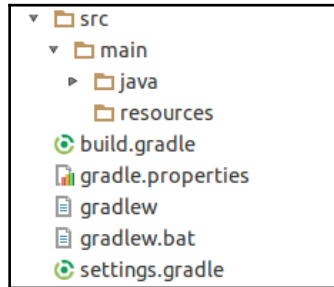 src
main
java
resources
build.gradle
gradle.properties
gradlew
gradlew.bat
settings.gradle